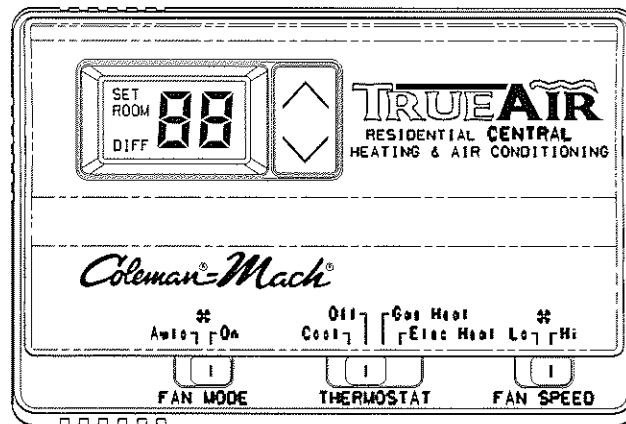 SET
ROOM
DIFF
88
TRUEAIR
RESIDENTIAL CENTRAL
HEATING & AIR CONDITIONING
Coleman®-Mach®
Off Gas Heat
Auto On Cool Elec Heat Lo Hi
FAN MODE THERMOSTAT FAN SPEED